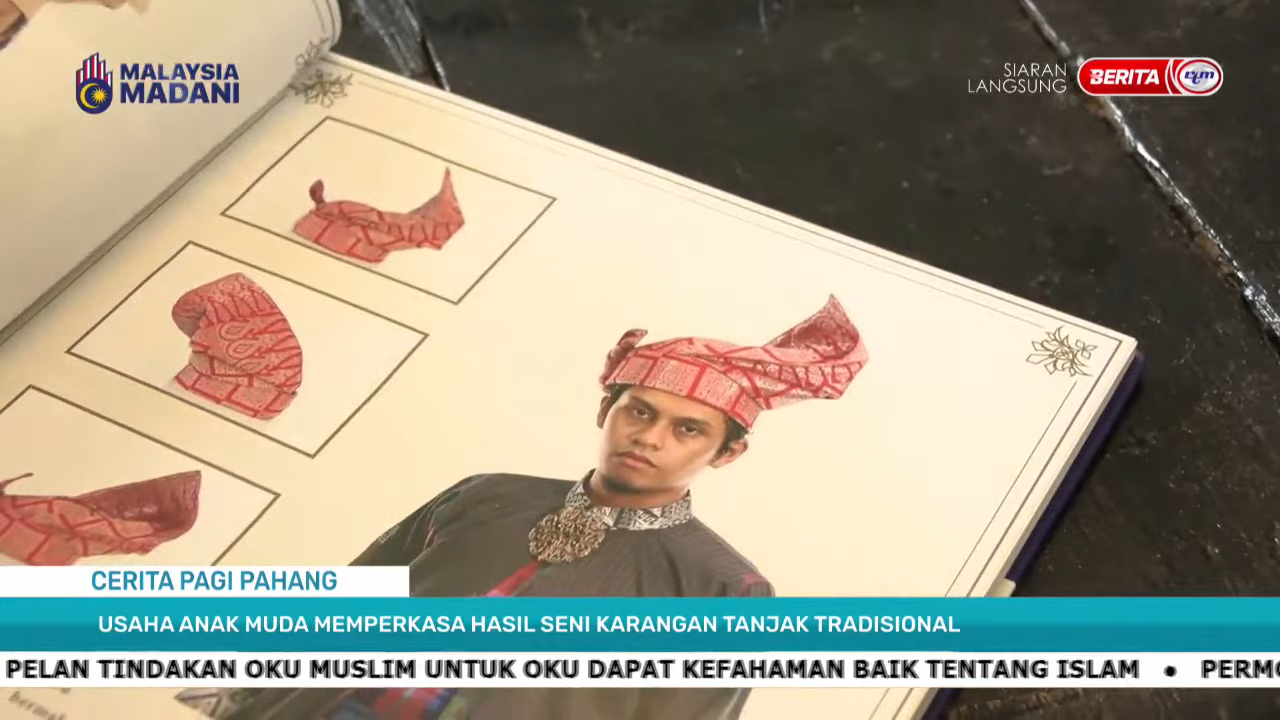 MALAYSIA
MADANI
SIARAN
LANGSUNG
BERITA rtm
CERITA PAGI PAHANG
USAHA ANAK MUDA MEMPERKASA HASIL SENI KARANGAN TANJAK TRADISIONAL
PELAN TINDAKAN OKU MUSLIM UNTUK OKU DAPAT KEFAHAMAN BAIK TENTANG ISLAM •